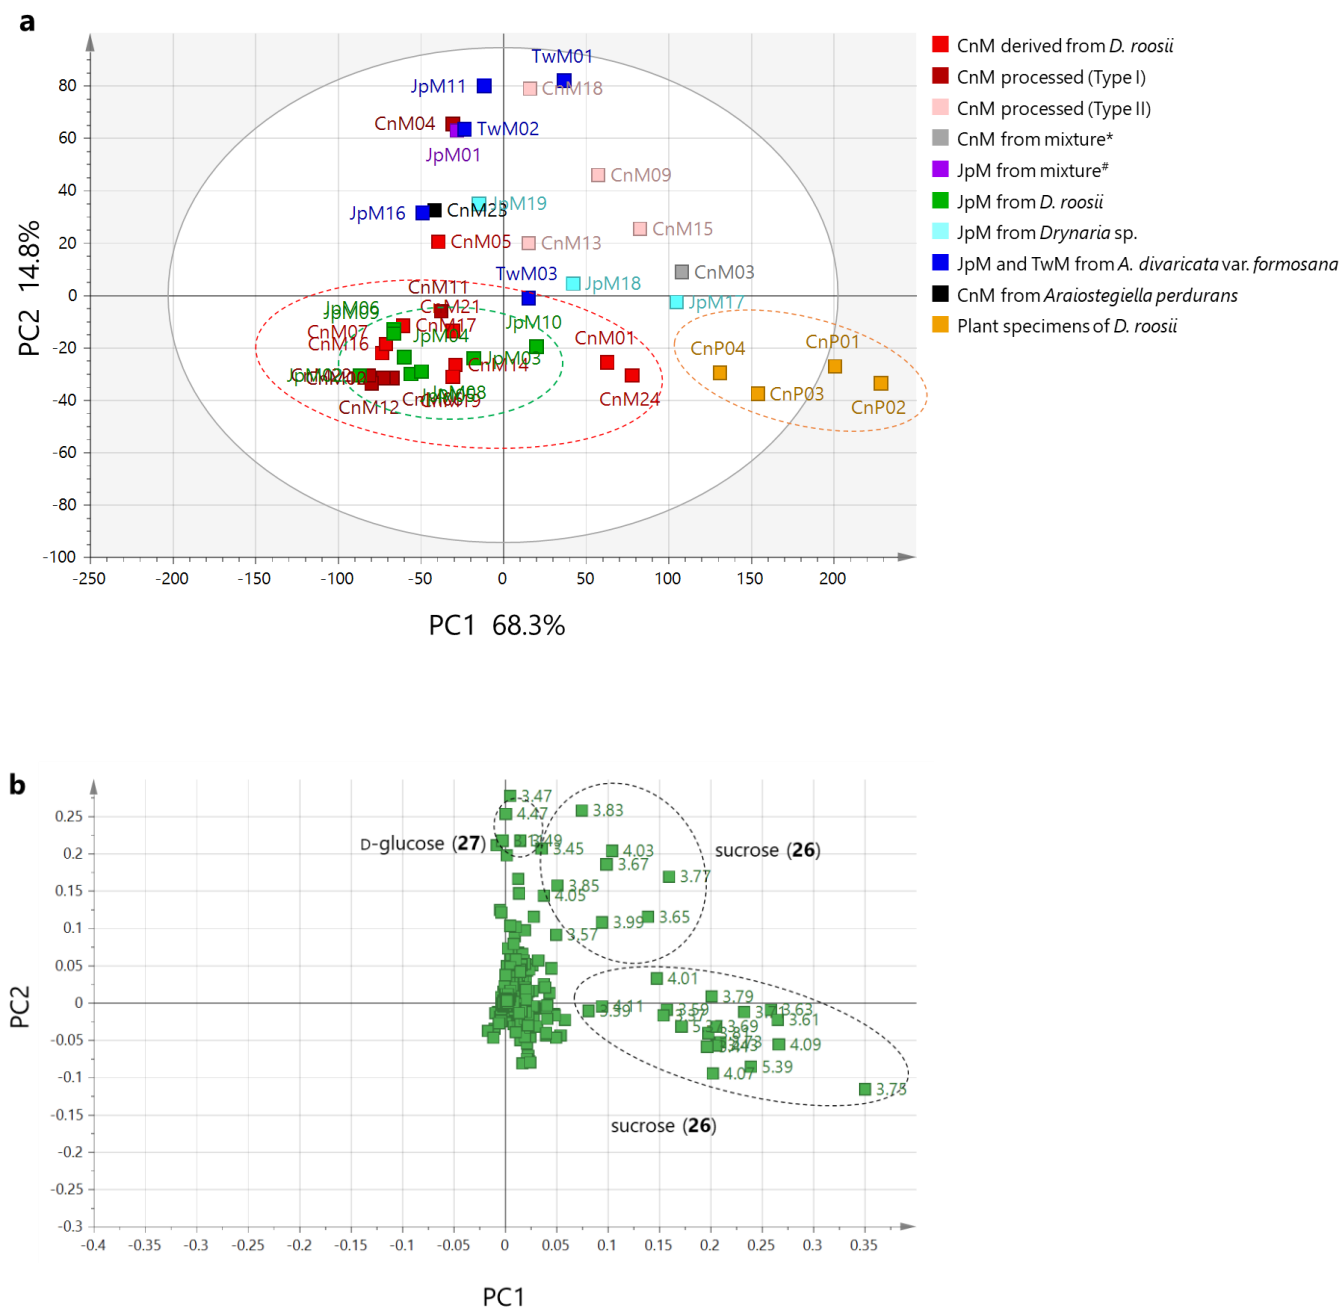 a
CnM derived from D. roosii
CnM processed (Type I)
CnM processed (Type II)
CnM from mixture*
JpM from mixture#
JpM from D. roosii
JpM from Drynaria sp.
JpM and TwM from A. divaricata var. formosana
CnM from Araiostegiella perdurans
Plant specimens of D. roosii
TwM01
JpM11
CnM18
CnM04
TwM02
JpM01
CnM09
JpM19
JpM16
CnM23
CnM15
CnM05
CnM13
CnM03
TwM03
JpM18
CnM11
JpM17
JpM06
CnM21
JpM09
JpM10
CnM07
CnM17
JpM04
CnM01
CnP01
CnM16
CnP04
JpM03
CnM14
CnM24
CnP03
CnM12
CnP02
80
60
40
20
0
-20
-40
-60
-80
-100
PC2 14.8%
-250
-200
-150
-100
-50
0
50
100
150
200
PC1 68.3%
b
3.47
4.47
3.83
D-glucose (27)
3.45
4.03
sucrose (26)
3.67
3.77
3.85
4.05
3.99
3.65
3.57
4.01
3.79
4.11
3.63
3.61
3.69
4.09
5.39
4.07
3.75
sucrose (26)
0.25
0.2
0.15
0.1
0.05
0
-0.05
-0.1
-0.15
-0.2
-0.25
-0.3
PC2
-0.4
-0.35
-0.3
-0.25
-0.2
-0.15
-0.1
-0.05
0
0.05
0.1
0.15
0.2
0.25
0.3
0.35
PC1